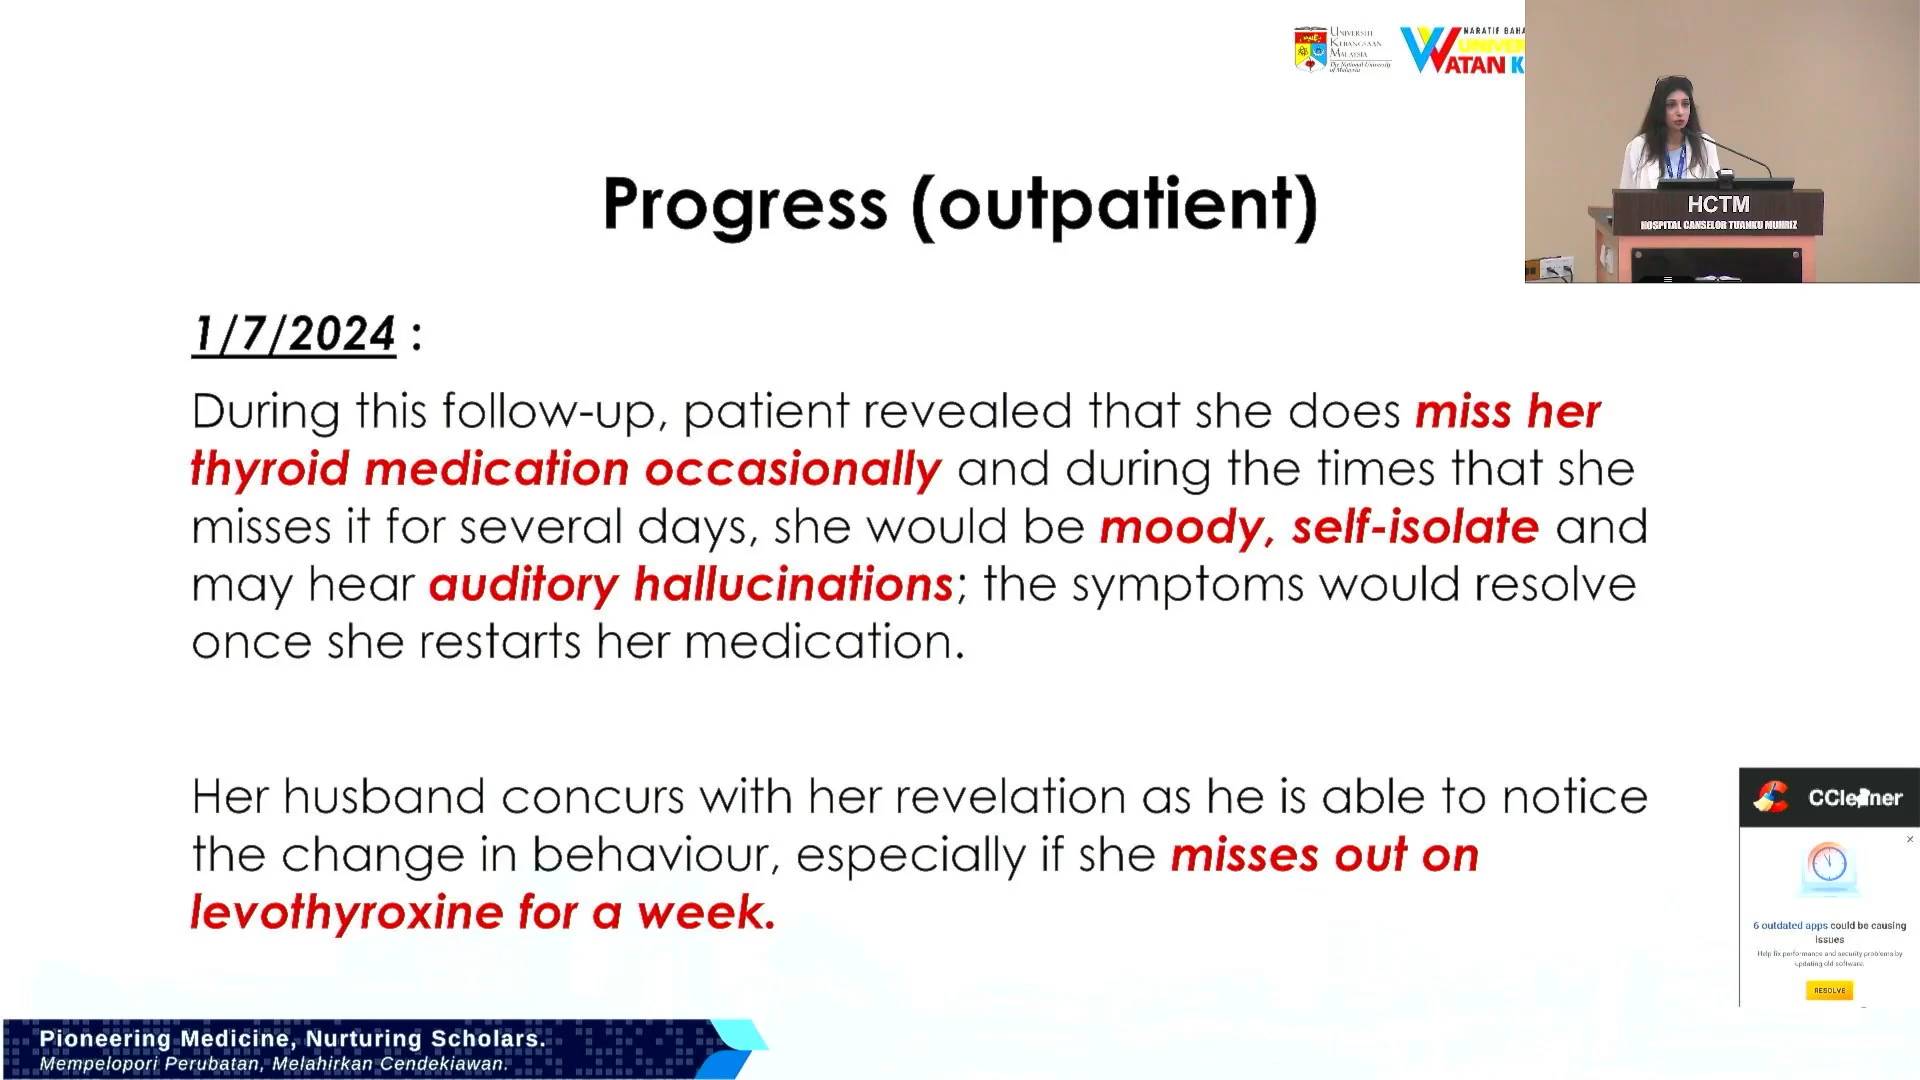 UNIVERSITI
KEBANGSAAN
MALAYSIA
The National University
of Malaysia
NARATIF BAHA
UNIVER
WATAN K
HCTM
HOSPITAL CANSELOR TUANKU MUHRIZ
Progress (outpatient)
1/7/2024 :
During this follow-up, patient revealed that she does miss her
thyroid medication occasionally and during the times that she
misses it for several days, she would be moody, self-isolate and
may hear auditory hallucinations; the symptoms would resolve
once she restarts her medication.
Her husband concurs with her revelation as he is able to notice
the change in behaviour, especially if she misses out on
levothyroxine for a week.
CCleaner
6 outdated apps could be causing
issues
Help fix performance and security problems by
updating old software.
RESOLVE
Pioneering Medicine, Nurturing Scholars.
Mempelopori Perubatan, Melahirkan Cendekiawan.